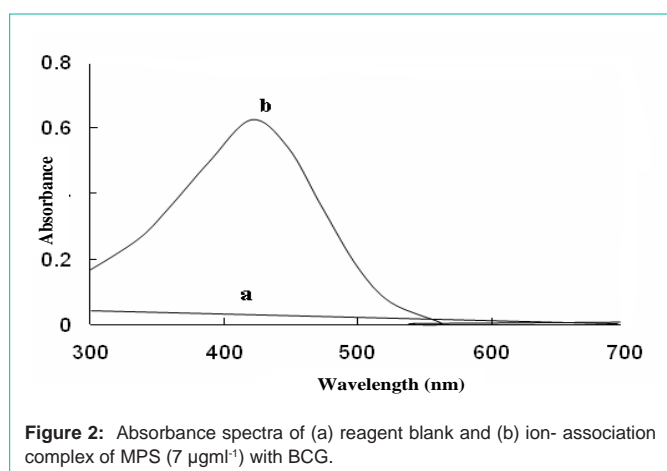 0.8
b
0.6
Absorbance
0.2
a
0
300 400 500 600 700
Wavelength (nm)
Figure 2: Absorbance spectra of (a) reagent blank and (b) ion- association
complex of MPS (7 µgml⁻¹) with BCG.